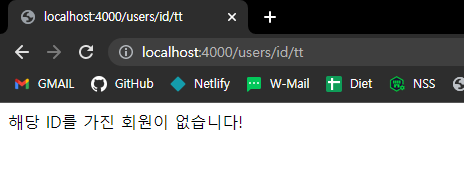 localhost:4000/users/id/tt
localhost:4000/users/id/tt
GMAIL GitHub Netlify W-Mail Diet NSS
해당 ID를 가진 회원이 없습니다!